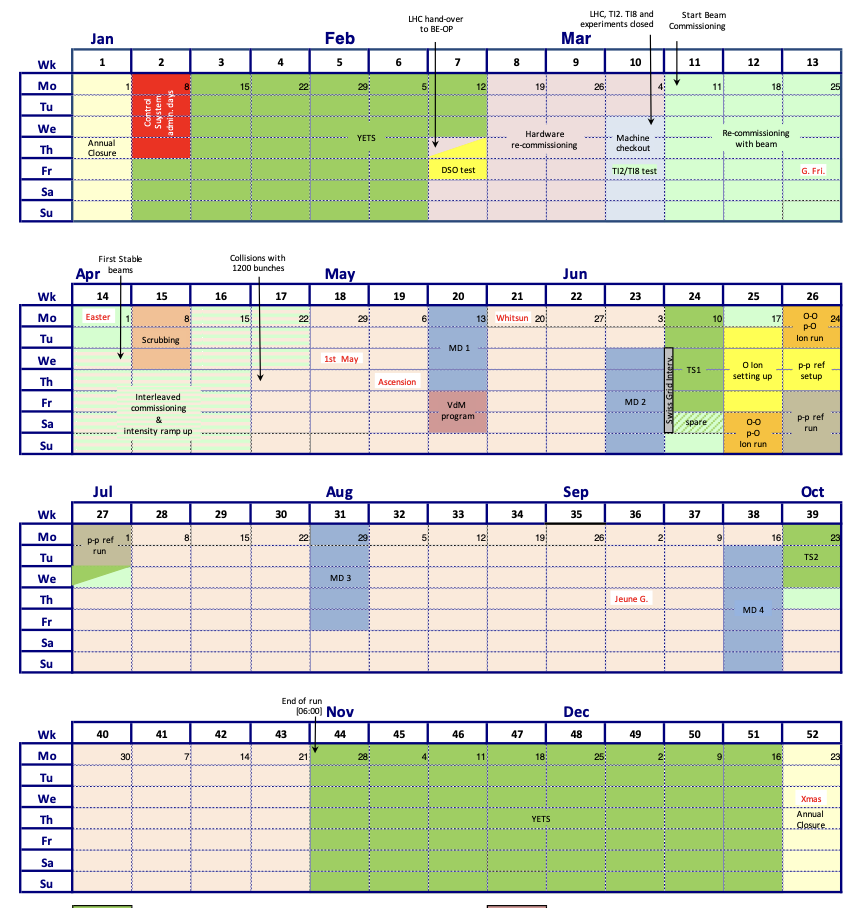 LHC hand-over
to BE-OP
LHC, TI2. TI8 and
experiments closed
Start Beam
Commissioning
Jan Feb Mar
Wk 1 2 3 4 5 6 7 8 9 10 11 12 13
Mo 1 8 15 22 29 5 12 19 26 4 11 18 25
Tu
We
Th
Fr
Sa
Su
Annual
Closure
Control
Suystem
admin. days
YETS
DSO test
Hardware
re-commissioning
Machine
checkout
TI2/TI8 test
Re-commissioning
with beam
G. Fri.
First Stable
beams
Collisions with
1200 bunches
Apr May Jun
Wk 14 15 16 17 18 19 20 21 22 23 24 25 26
Mo 1 8 15 22 29 6 13 20 27 3 10 17 24
Tu
We
Th
Fr
Sa
Su
Easter
Scrubbing
Interleaved
commissioning
&
intensity ramp up
1st May
Ascension
MD 1
VdM
program
Whitsun
MD 2
Swiss Grid Interv.
TS1
spare
O Ion
setting up
O-O
p-O
Ion run
O-O
p-O
Ion run
p-p ref
setup
p-p ref
run
Jul Aug Sep Oct
Wk 27 28 29 30 31 32 33 34 35 36 37 38 39
Mo 1 8 15 22 29 5 12 19 26 2 9 16 23
Tu
We
Th
Fr
Sa
Su
p-p ref
run
MD 3
Jeune G.
MD 4
TS2
End of run
[06:00]
Nov Dec
Wk 40 41 42 43 44 45 46 47 48 49 50 51 52
Mo 30 7 14 21 28 4 11 18 25 2 9 16 23
Tu
We
Th
Fr
Sa
Su
YETS
Xmas
Annual
Closure